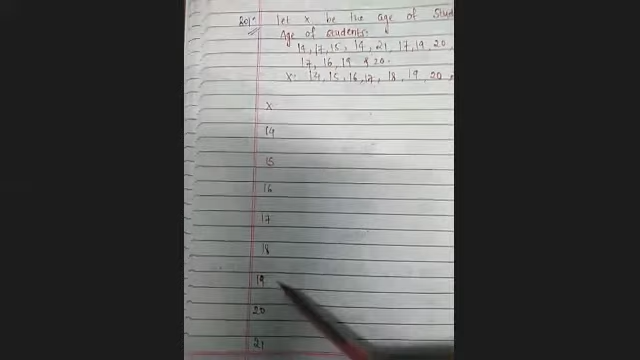 Sol:- let x be the age of Stud
Age of students:
14, 17, 15, 14, 21, 17, 19, 20,
17, 16, 19 & 20.
X: 14, 15, 16, 17, 18, 19, 20
X
14
15
16
17
18
19
20
21